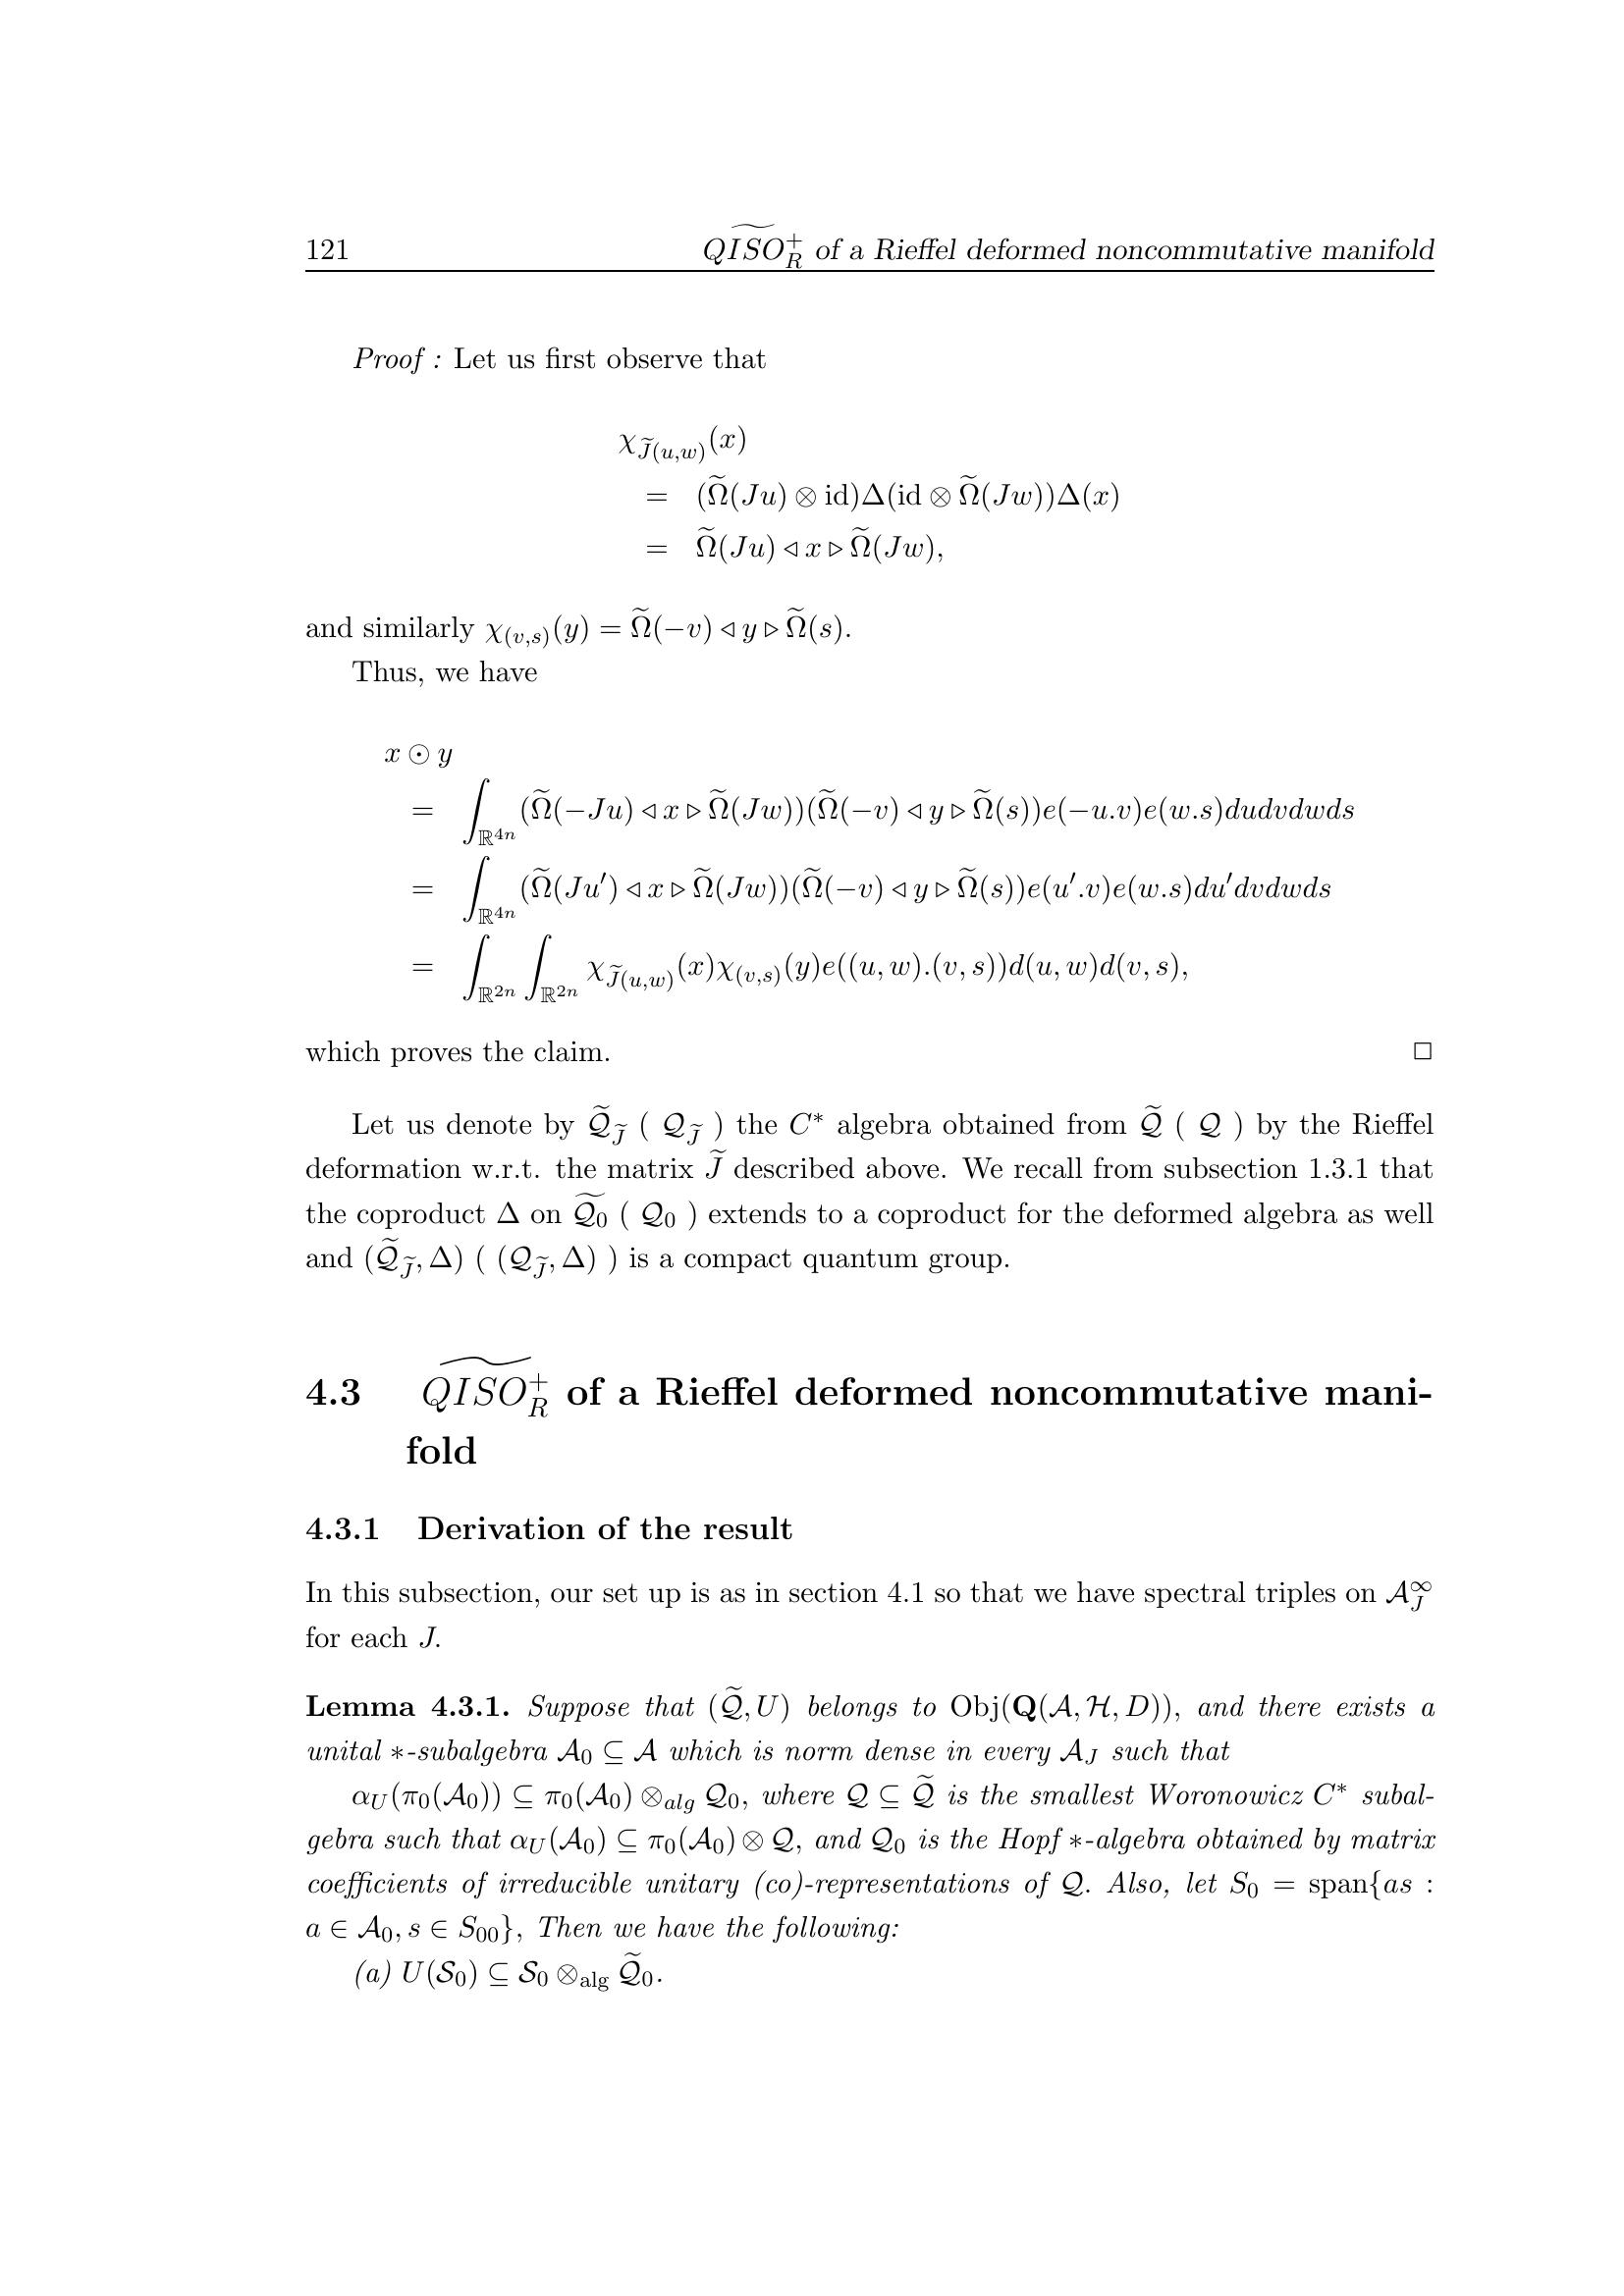 121 $\widetilde{QISO}^+_R$ of a Rieffel deformed noncommutative manifold
Proof : Let us first observe that
$\chi_{\widetilde{J}(u,w)}(x)$
$= (\widetilde{\Omega}(Ju) \otimes \mathrm{id})\Delta(\mathrm{id} \otimes \widetilde{\Omega}(Jw))\Delta(x)$
$= \widetilde{\Omega}(Ju) \triangleleft x \triangleright \widetilde{\Omega}(Jw),$
and similarly $\chi_{(v,s)}(y) = \widetilde{\Omega}(-v) \triangleleft y \triangleright \widetilde{\Omega}(s).$
Thus, we have
$x \odot y$
$= \int_{\mathbb{R}^{4n}} (\widetilde{\Omega}(-Ju) \triangleleft x \triangleright \widetilde{\Omega}(Jw))(\widetilde{\Omega}(-v) \triangleleft y \triangleright \widetilde{\Omega}(s))e(-u.v)e(w.s)dudvdwds$
$= \int_{\mathbb{R}^{4n}} (\widetilde{\Omega}(Ju') \triangleleft x \triangleright \widetilde{\Omega}(Jw))(\widetilde{\Omega}(-v) \triangleleft y \triangleright \widetilde{\Omega}(s))e(u'.v)e(w.s)du'dvdwds$
$= \int_{\mathbb{R}^{2n}} \int_{\mathbb{R}^{2n}} \chi_{\widetilde{J}(u,w)}(x)\chi_{(v,s)}(y)e((u, w).(v, s))d(u, w)d(v, s),$
which proves the claim. □
Let us denote by $\widetilde{\mathcal{Q}}_{\widetilde{J}}$ ( $\mathcal{Q}_{\widetilde{J}}$ ) the $C^*$ algebra obtained from $\widetilde{\mathcal{Q}}$ ( $\mathcal{Q}$ ) by the Rieffel
deformation w.r.t. the matrix $\widetilde{J}$ described above. We recall from subsection 1.3.1 that
the coproduct $\Delta$ on $\widetilde{\mathcal{Q}_0}$ ( $\mathcal{Q}_0$ ) extends to a coproduct for the deformed algebra as well
and $(\widetilde{\mathcal{Q}}_{\widetilde{J}}, \Delta)$ ( $(\mathcal{Q}_{\widetilde{J}}, \Delta)$ ) is a compact quantum group.
4.3 $\widetilde{QISO}^+_R$ of a Rieffel deformed noncommutative mani-
fold
4.3.1 Derivation of the result
In this subsection, our set up is as in section 4.1 so that we have spectral triples on $\mathcal{A}^\infty_J$
for each $J$.
Lemma 4.3.1. Suppose that $(\widetilde{\mathcal{Q}}, U)$ belongs to $\mathrm{Obj}(\mathbf{Q}(\mathcal{A}, \mathcal{H}, D))$, and there exists a
unital $*$-subalgebra $\mathcal{A}_0 \subseteq \mathcal{A}$ which is norm dense in every $\mathcal{A}_J$ such that
$\alpha_U(\pi_0(\mathcal{A}_0)) \subseteq \pi_0(\mathcal{A}_0) \otimes_{alg} \mathcal{Q}_0$, where $\mathcal{Q} \subseteq \widetilde{\mathcal{Q}}$ is the smallest Woronowicz $C^*$ subal-
gebra such that $\alpha_U(\mathcal{A}_0) \subseteq \pi_0(\mathcal{A}_0) \otimes \mathcal{Q}$, and $\mathcal{Q}_0$ is the Hopf $*$-algebra obtained by matrix
coefficients of irreducible unitary (co)-representations of $\mathcal{Q}$. Also, let $S_0 = \mathrm{span}\{as :$
$a \in \mathcal{A}_0, s \in S_{00}\}$, Then we have the following:
(a) $U(\mathcal{S}_0) \subseteq \mathcal{S}_0 \otimes_{\mathrm{alg}} \widetilde{\mathcal{Q}}_0.$